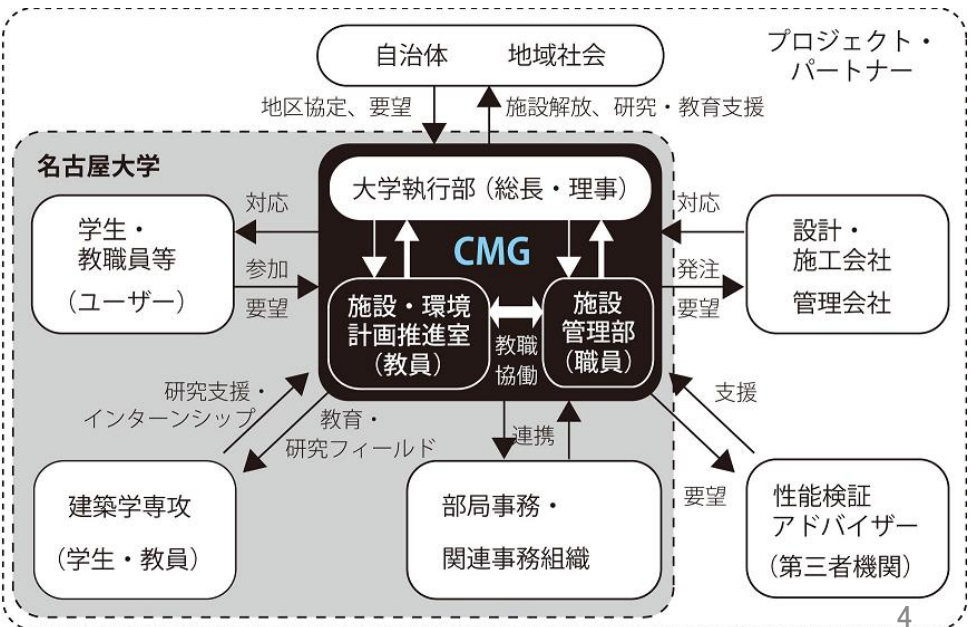 プロジェクト・
パートナー
自治体　地域社会
地区協定、要望
施設解放、研究・教育支援
名古屋大学
大学執行部（総長・理事）
CMG
施設・環境
計画推進室
（教員）
教職
協働
施設
管理部
（職員）
学生・
教職員等
（ユーザー）
対応
参加
要望
対応
発注
要望
設計・
施工会社
管理会社
研究支援・
インターンシップ
教育・
研究フィールド
連携
支援
要望
建築学専攻
（学生・教員）
部局事務・
関連事務組織
性能検証
アドバイザー
（第三者機関）
4